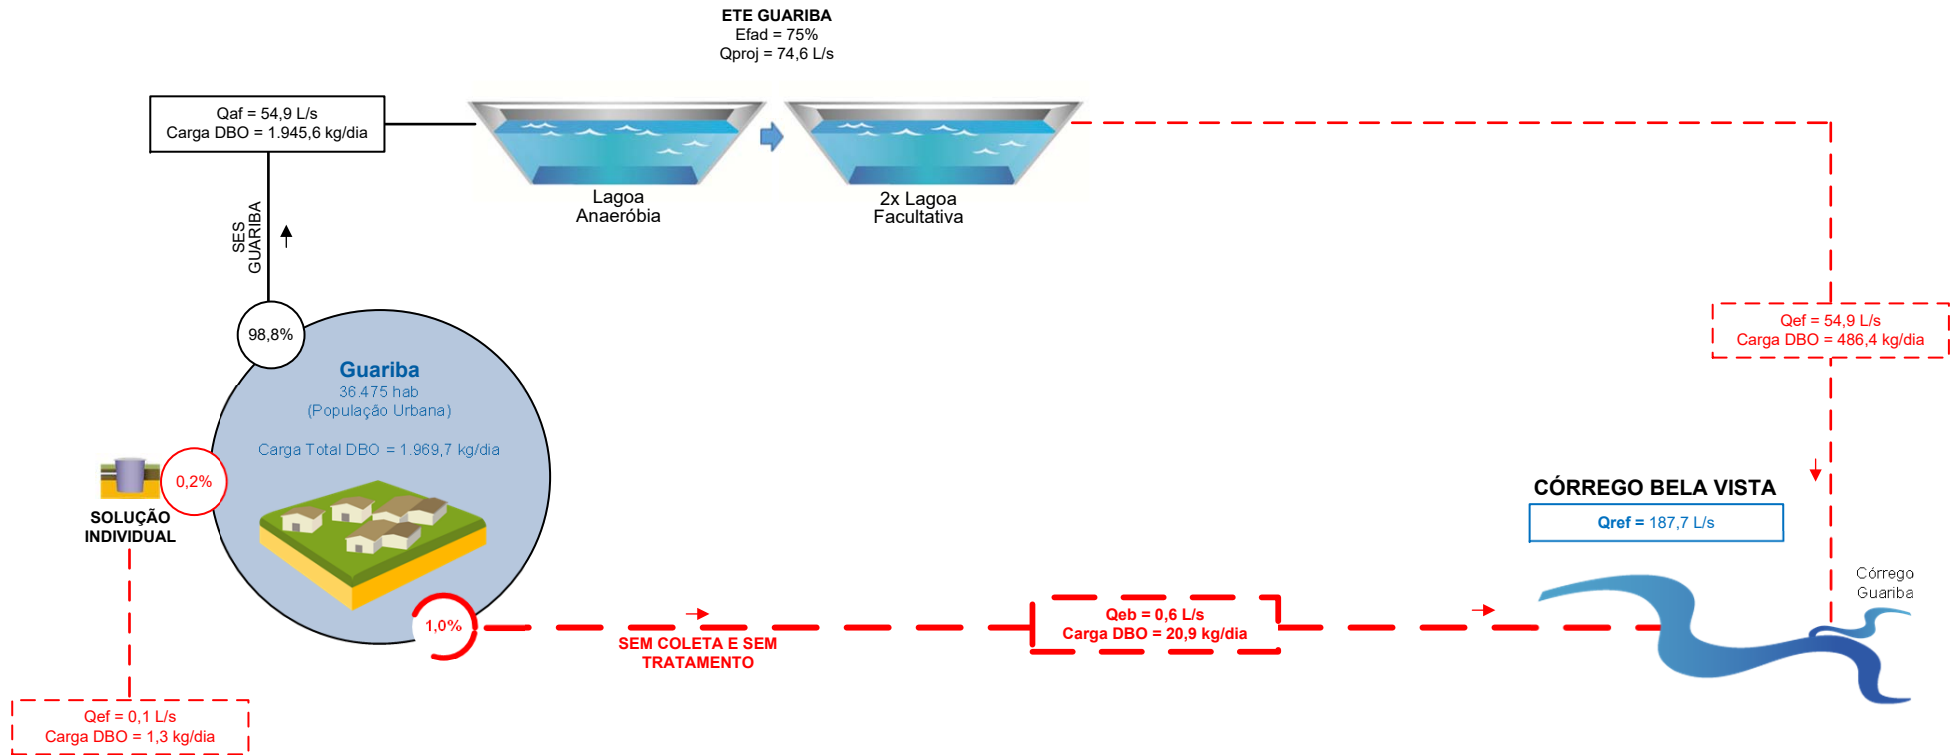 ETE GUARIBA
Efad = 75%
Qproj = 74,6 L/s
Qaf = 54,9 L/s
Carga DBO = 1.945,6 kg/dia
Lagoa
Anaeróbia
2x Lagoa
Facultativa
SES
GUARIBA
98,8%
Qef = 54,9 L/s
Carga DBO = 486,4 kg/dia
Guariba
36.475 hab
(População Urbana)
Carga Total DBO = 1.969,7 kg/dia
0,2%
SOLUÇÃO
INDIVIDUAL
CÓRREGO BELA VISTA
Qref = 187,7 L/s
Córrego
Guariba
1,0%
SEM COLETA E SEM
TRATAMENTO
Qeb = 0,6 L/s
Carga DBO = 20,9 kg/dia
Qef = 0,1 L/s
Carga DBO = 1,3 kg/dia